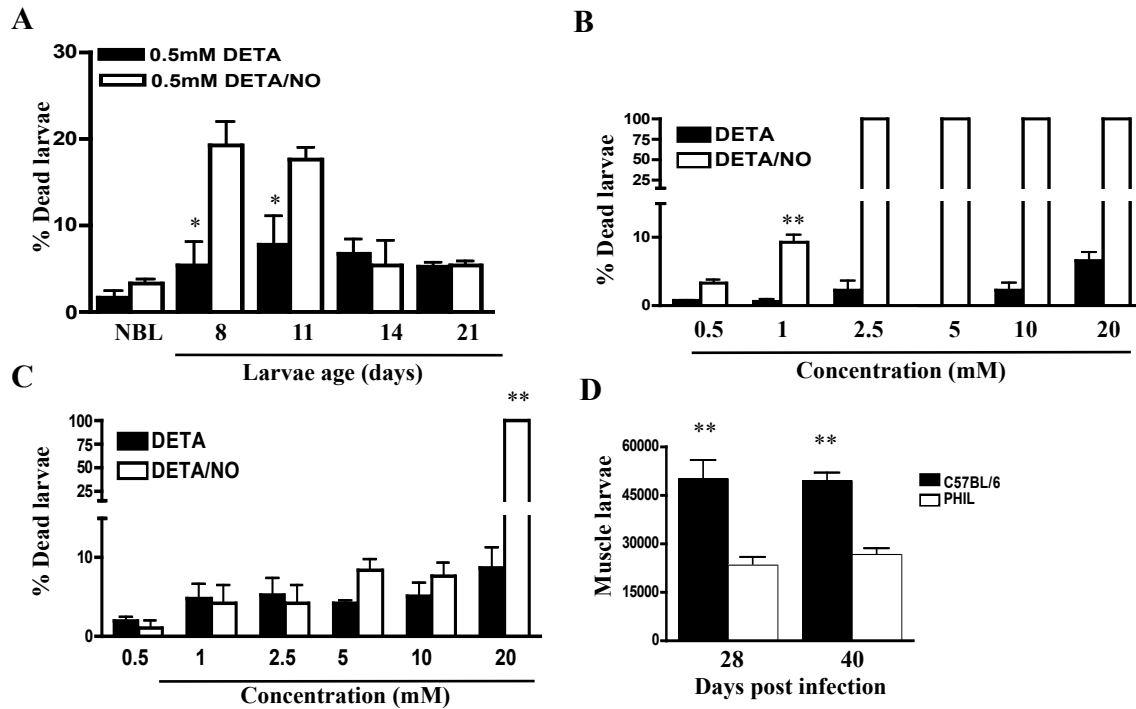 A
30
20
10
0
% Dead larvae
0.5mM DETA
0.5mM DETA/NO
*
*
NBL 8 11 14 21
Larvae age (days)
B
100
75
50
25
10
0
% Dead larvae
DETA
DETA/NO
**
0.5 1 2.5 5 10 20
Concentration (mM)
C
100
75
50
25
10
0
% Dead larvae
DETA
DETA/NO
**
0.5 1 2.5 5 10 20
Concentration (mM)
D
60000
45000
30000
15000
0
Muscle larvae
** **
C57BL/6
PHIL
28 40
Days post infection